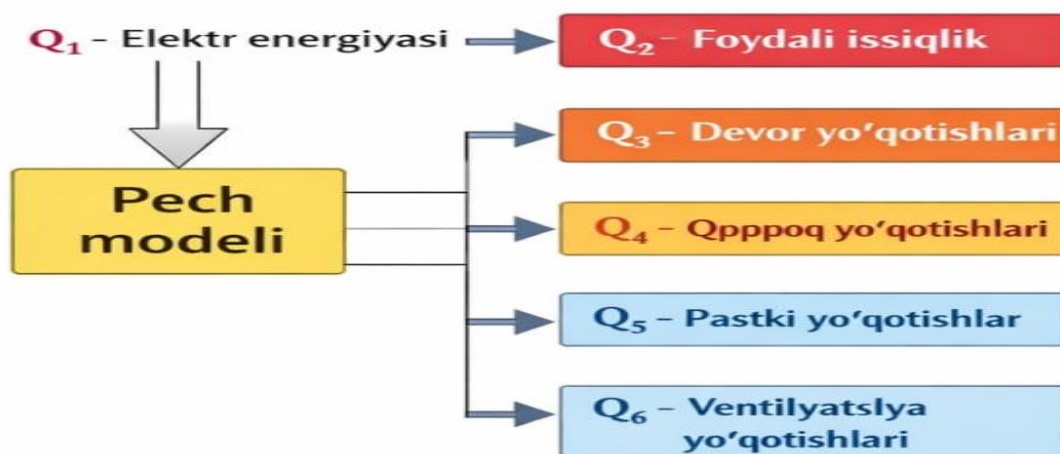 Q₁ - Elektr energiyasi
Q₂ - Foydali issiqlik
Pech
modeli
Q₃ - Devor yo'qotishlari
Q₄ - Qpppoq yo'qotishlari
Q₅ - Pastki yo'qotishlar
Q₆ - Ventilyatslya
yo'qotishlari